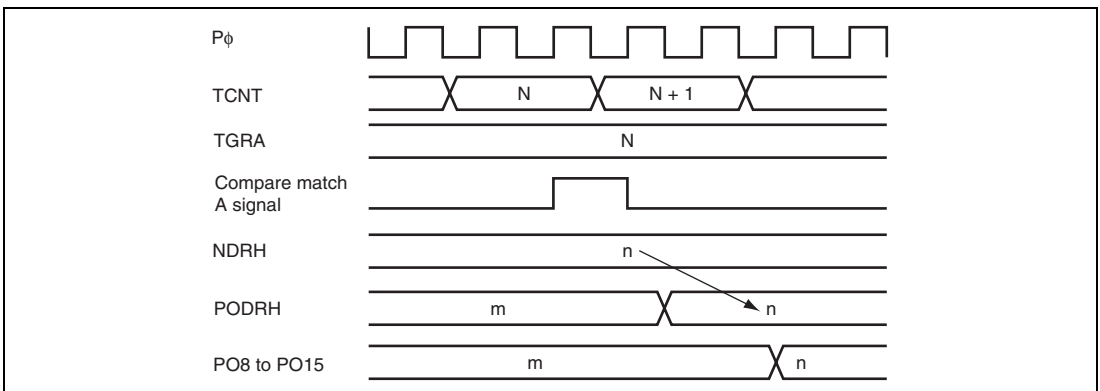 Pϕ
TCNT N N + 1
TGRA N
Compare match
A signal
NDRH n
PODRH m n
PO8 to PO15 m n